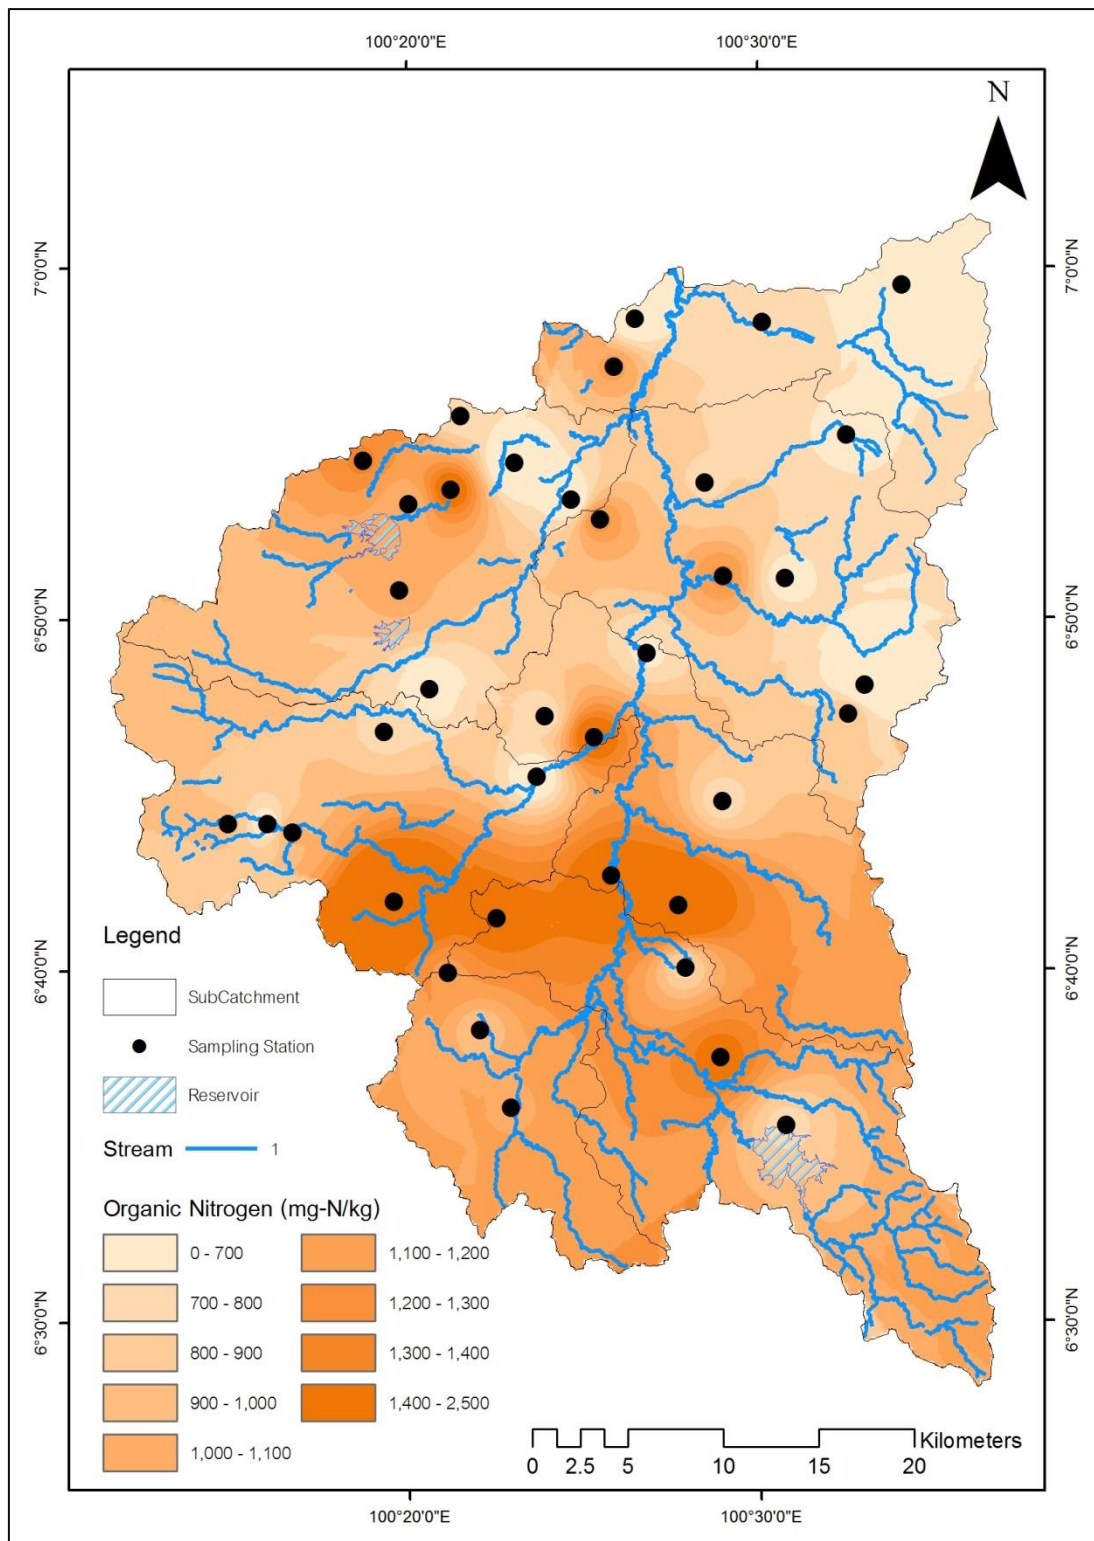 100°20'0"E 100°30'0"E
N
7°0'0"N 7°0'0"N
6°50'0"N 6°50'0"N
6°40'0"N 6°40'0"N
Legend
SubCatchment
Sampling Station
Reservoir
Stream 1
Organic Nitrogen (mg-N/kg)
0 - 700 1,100 - 1,200
700 - 800 1,200 - 1,300
800 - 900 1,300 - 1,400
900 - 1,000 1,400 - 2,500
1,000 - 1,100
6°30'0"N 6°30'0"N
Kilometers
0 2.5 5 10 15 20
100°20'0"E 100°30'0"E